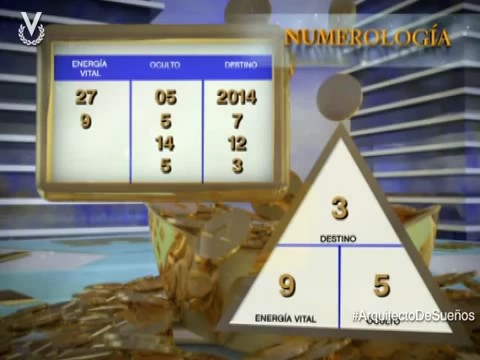 V
NUMEROLOGÍA
ENERGÍA VITAL OCULTO DESTINO
27 05 2014
9 5 7
14 12
5 3
3
DESTINO
9 5
ENERGÍA VITAL OCULTO
#ArquitectoDeSueños